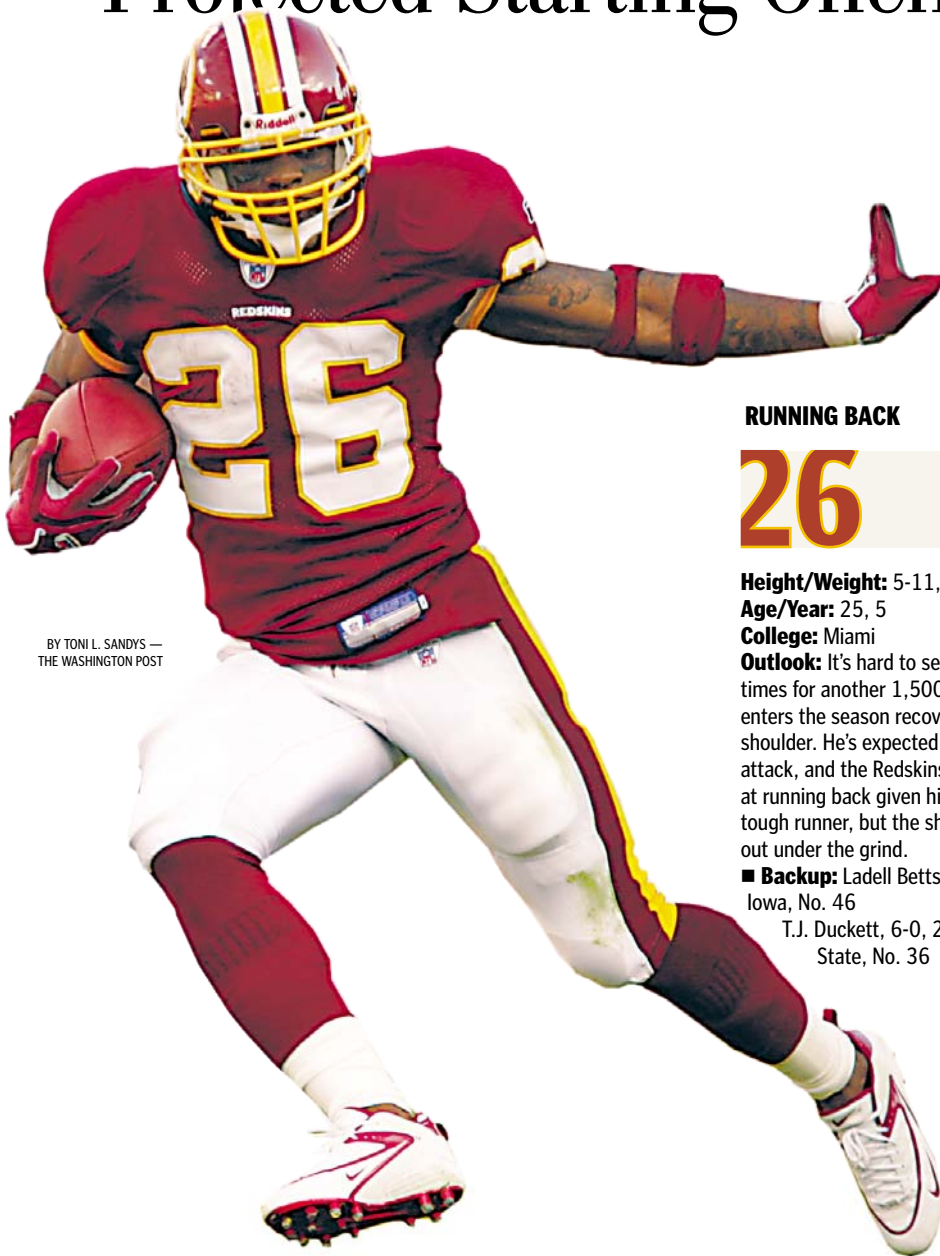 Projected Starting Offen
Riddell
REDSKINS
26
RUNNING BACK
26
Height/Weight: 5-11,
Age/Year: 25, 5
College: Miami
Outlook: It's hard to se
times for another 1,500
enters the season recov
shoulder. He's expected
attack, and the Redskins
at running back given hi
tough runner, but the sh
out under the grind.
■ Backup: Ladell Betts
Iowa, No. 46
T.J. Duckett, 6-0, 2
State, No. 36
BY TONI L. SANDYS —
THE WASHINGTON POST